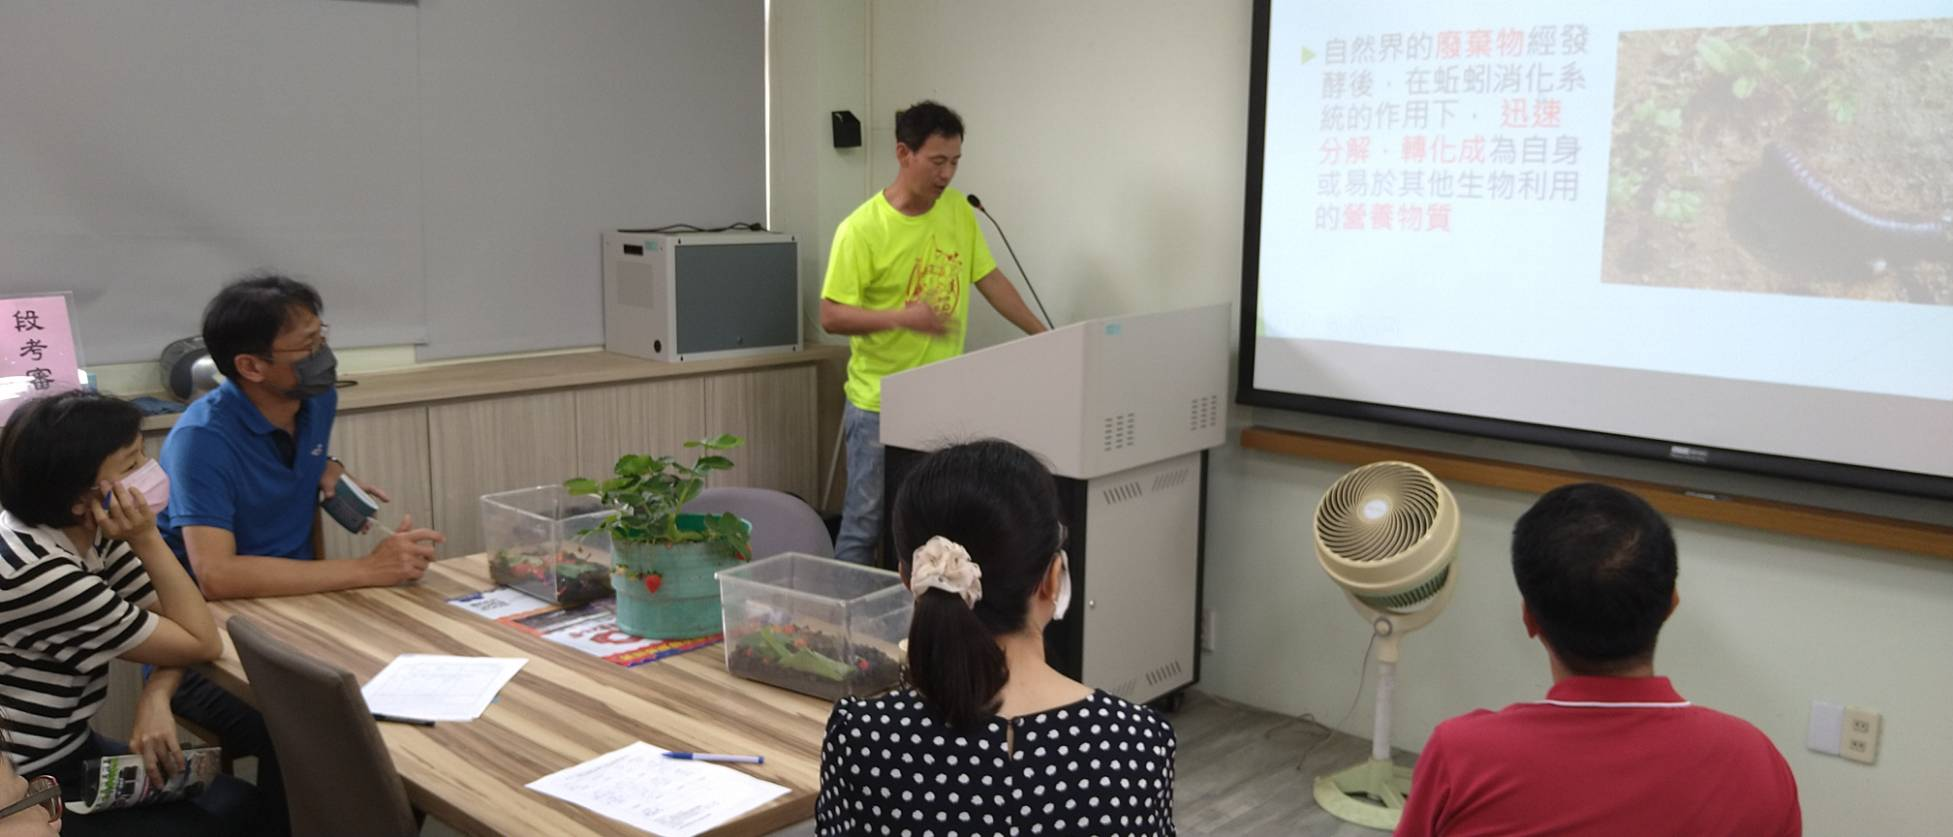 自然界的廢棄物經發
酵後，在蚯蚓消化系
統的作用下， 迅速
分解，轉化成為自身
或易於其他生物利用
的營養物質
段
考
審